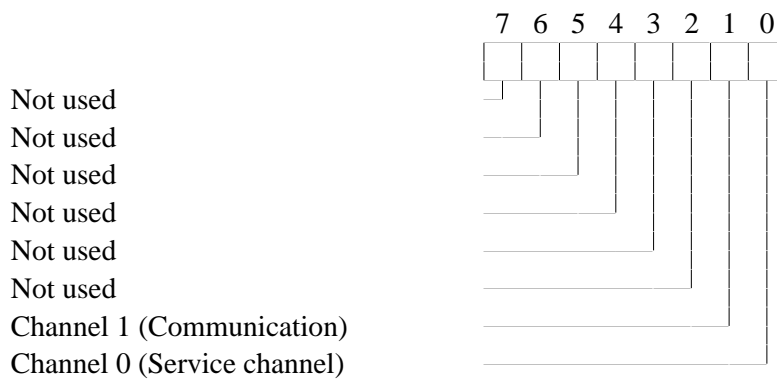 7 6 5 4 3 2 1 0
Not used
Not used
Not used
Not used
Not used
Not used
Channel 1 (Communication)
Channel 0 (Service channel)